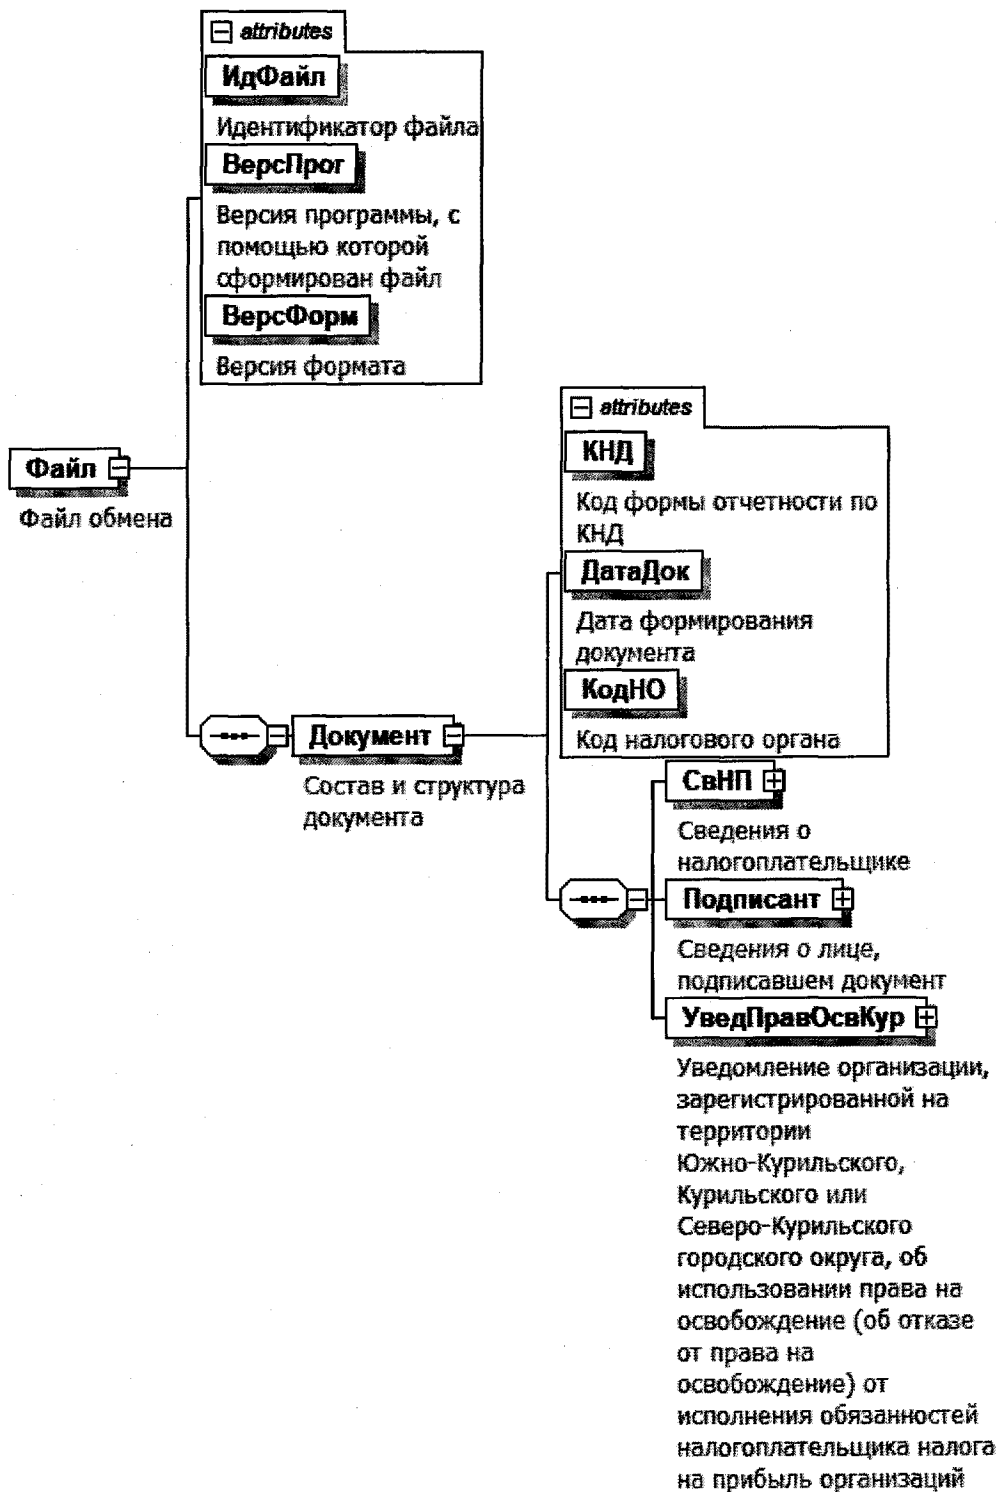 attributes
ИдФайл
Идентификатор файла
ВерсПрог
Версия программы, с
помощью которой
сформирован файл
ВерсФорм
Версия формата
Файл
Файл обмена
Документ
Состав и структура
документа
attributes
КНД
Код формы отчетности по
КНД
ДатаДок
Дата формирования
документа
КодНО
Код налогового органа
СвНП
Сведения о
налогоплательщике
Подписант
Сведения о лице,
подписавшем документ
УведПравОсвКур
Уведомление организации,
зарегистрированной на
территории
Южно-Курильского,
Курильского или
Северо-Курильского
городского округа, об
использовании права на
освобождение (об отказе
от права на
освобождение) от
исполнения обязанностей
налогоплательщика налога
на прибыль организаций